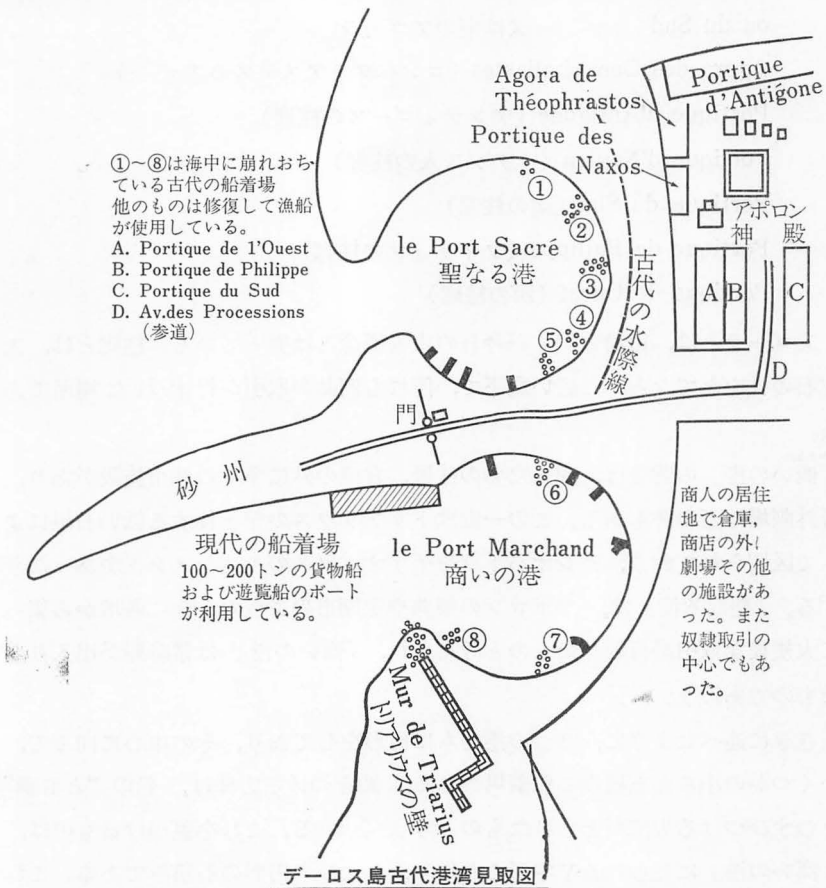 Portique
d'Antigone
Agora de
Théophrastos
Portique des
Naxos
①~⑧は海中に崩れおち
ている古代の船着場
他のものは修復して漁船
が使用している。
A. Portique de l'Ouest
B. Portique de Philippe
C. Portique du Sud
D. Av.des Processions
(参道)
①
②
③
④
⑤
le Port Sacré
聖なる港
古代の水際線
アポロン
神殿
A
B
C
D
門
砂州
現代の船着場
100~200トンの貨物船
および遊覧船のボート
が利用している。
le Port Marchand
商いの港
⑥
⑦
⑧
商人の居住
地で倉庫,
商店の外,
劇場その他
の施設があ
った。また
奴隷取引の
中心でもあ
った。
Mur de Triarius
トリアリウスの壁
デーロス島古代港湾見取図